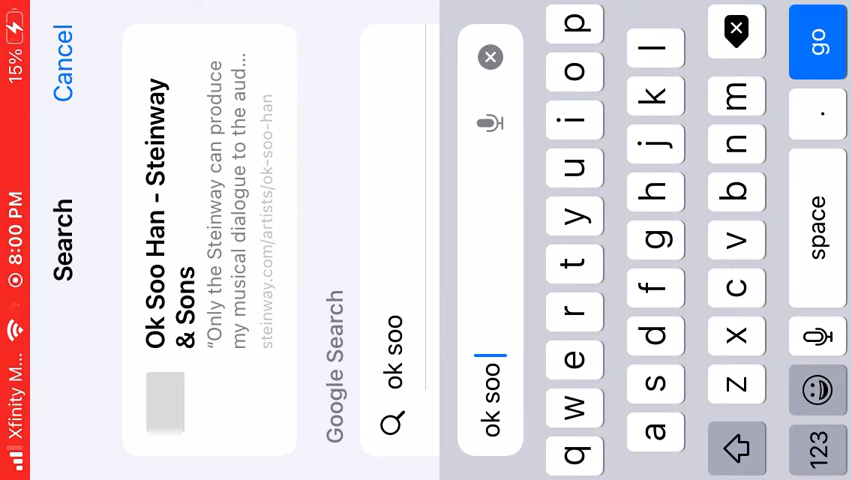 Xfinity M... 8:00 PM 15%
Search Cancel
Ok Soo Han - Steinway
& Sons
“Only the Steinway can produce
my musical dialogue to the aud...
steinway.com/artists/ok-soo-han
Google Search
ok soo
ok soo
q w e r t y u i o p
a s d f g h j k l
z x c v b n m
123 space . go